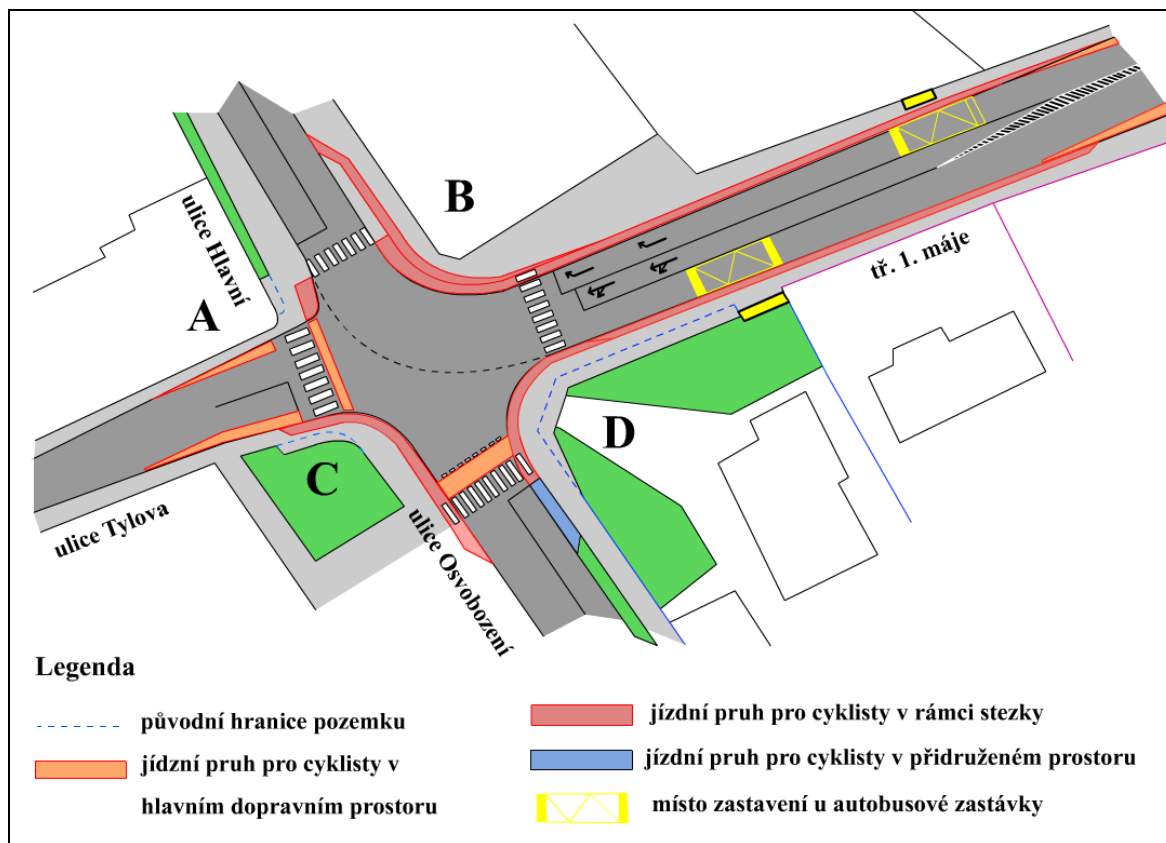 B
ulice Hlavní
A
tř. 1. máje
D
C
ulice Tylova
ulice Osvobození
Legenda
původní hranice pozemku
jídzní pruh pro cyklisty v
hlavním dopravním prostoru
jízdní pruh pro cyklisty v rámci stezky
jízdní pruh pro cyklisty v přidruženém prostoru
místo zastavení u autobusové zastávky